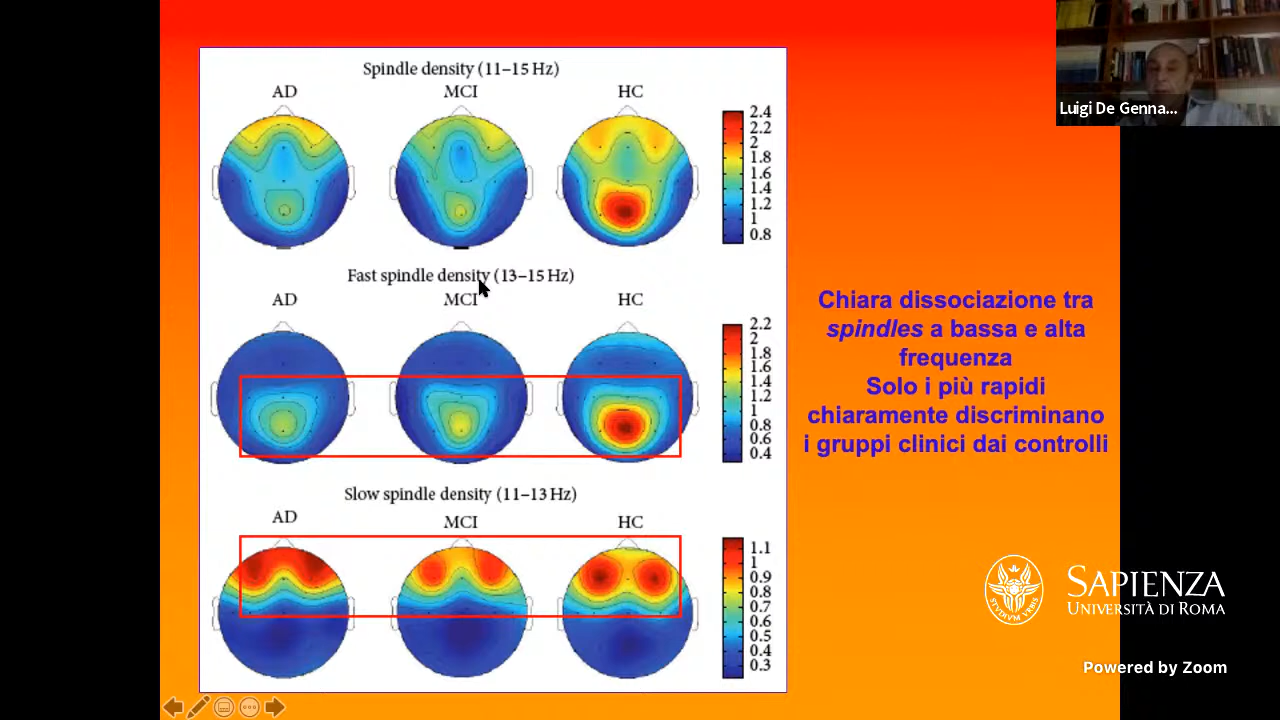 Spindle density (11–15 Hz)
AD MCI HC
2.4
2.2
2
1.8
1.6
1.4
1.2
1
0.8
Fast spindle density (13–15 Hz)
AD MCI HC
2.2
2
1.8
1.6
1.4
1.2
1
0.8
0.6
0.4
Slow spindle density (11–13 Hz)
AD MCI HC
1.1
1
0.9
0.8
0.7
0.6
0.5
0.4
0.3
Luigi De Genna...
Chiara dissociazione tra
spindles a bassa e alta
frequenza
Solo i più rapidi
chiaramente discriminano
i gruppi clinici dai controlli
STUDIUM URBIS
SAPIENZA
UNIVERSITÀ DI ROMA
Powered by Zoom